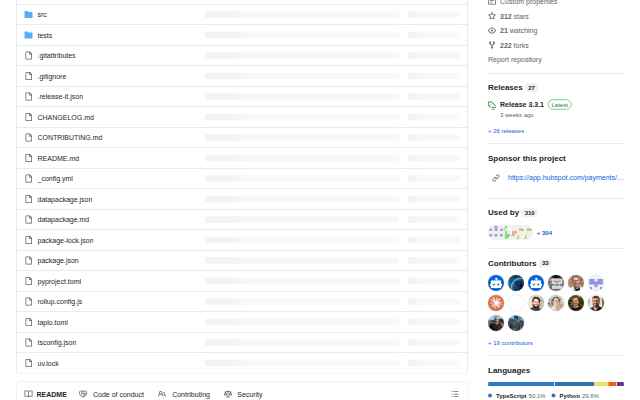 src
tests
.gitattributes
.gitignore
.release-it.json
CHANGELOG.md
CONTRIBUTING.md
README.md
_config.yml
datapackage.json
datapackage.md
package-lock.json
package.json
pyproject.toml
rollup.config.js
taplo.toml
tsconfig.json
uv.lock
README Code of conduct Contributing Security
Custom properties
312 stars
21 watching
222 forks
Report repository
Releases 27
Release 3.3.1 Latest
3 weeks ago
+ 26 releases
Sponsor this project
https://app.hubspot.com/payments/...
Used by 310
+ 304
Contributors 33
+ 19 contributors
Languages
TypeScript 50.1% Python 29.6%